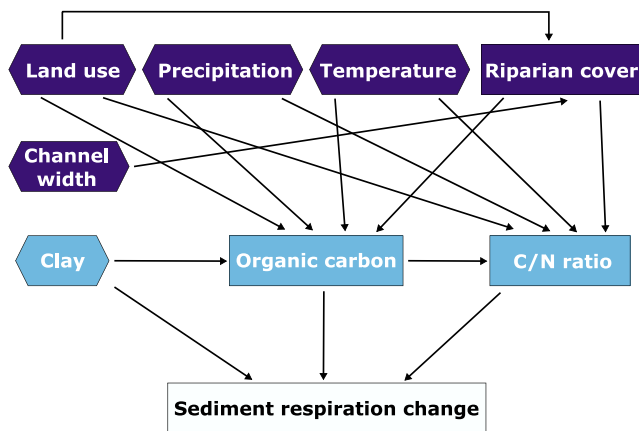 Land use
Precipitation
Temperature
Riparian cover
Channel
width
Clay
Organic carbon
C/N ratio
Sediment respiration change